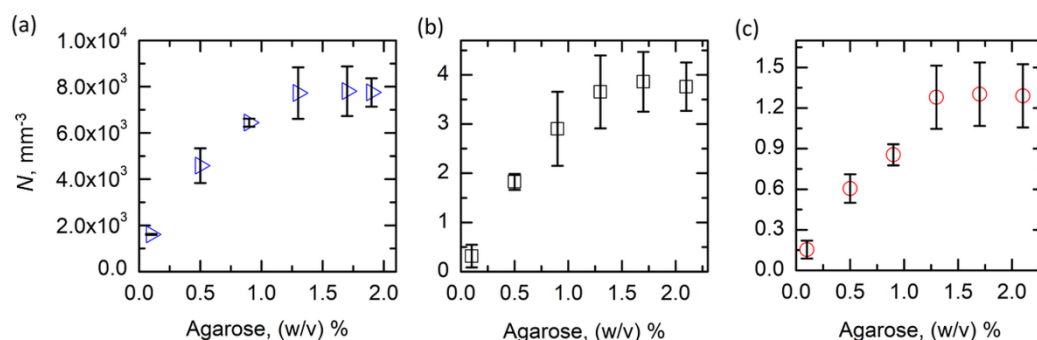 (a)
N, mm-3
1.0x10⁴
8.0x10³
6.0x10³
4.0x10³
2.0x10³
0.0
0.0 0.5 1.0 1.5 2.0
Agarose, (w/v) %
(b)
4
3
2
1
0
0.0 0.5 1.0 1.5 2.0
Agarose, (w/v) %
(c)
1.5
1.2
0.9
0.6
0.3
0.0
0.0 0.5 1.0 1.5 2.0
Agarose, (w/v) %